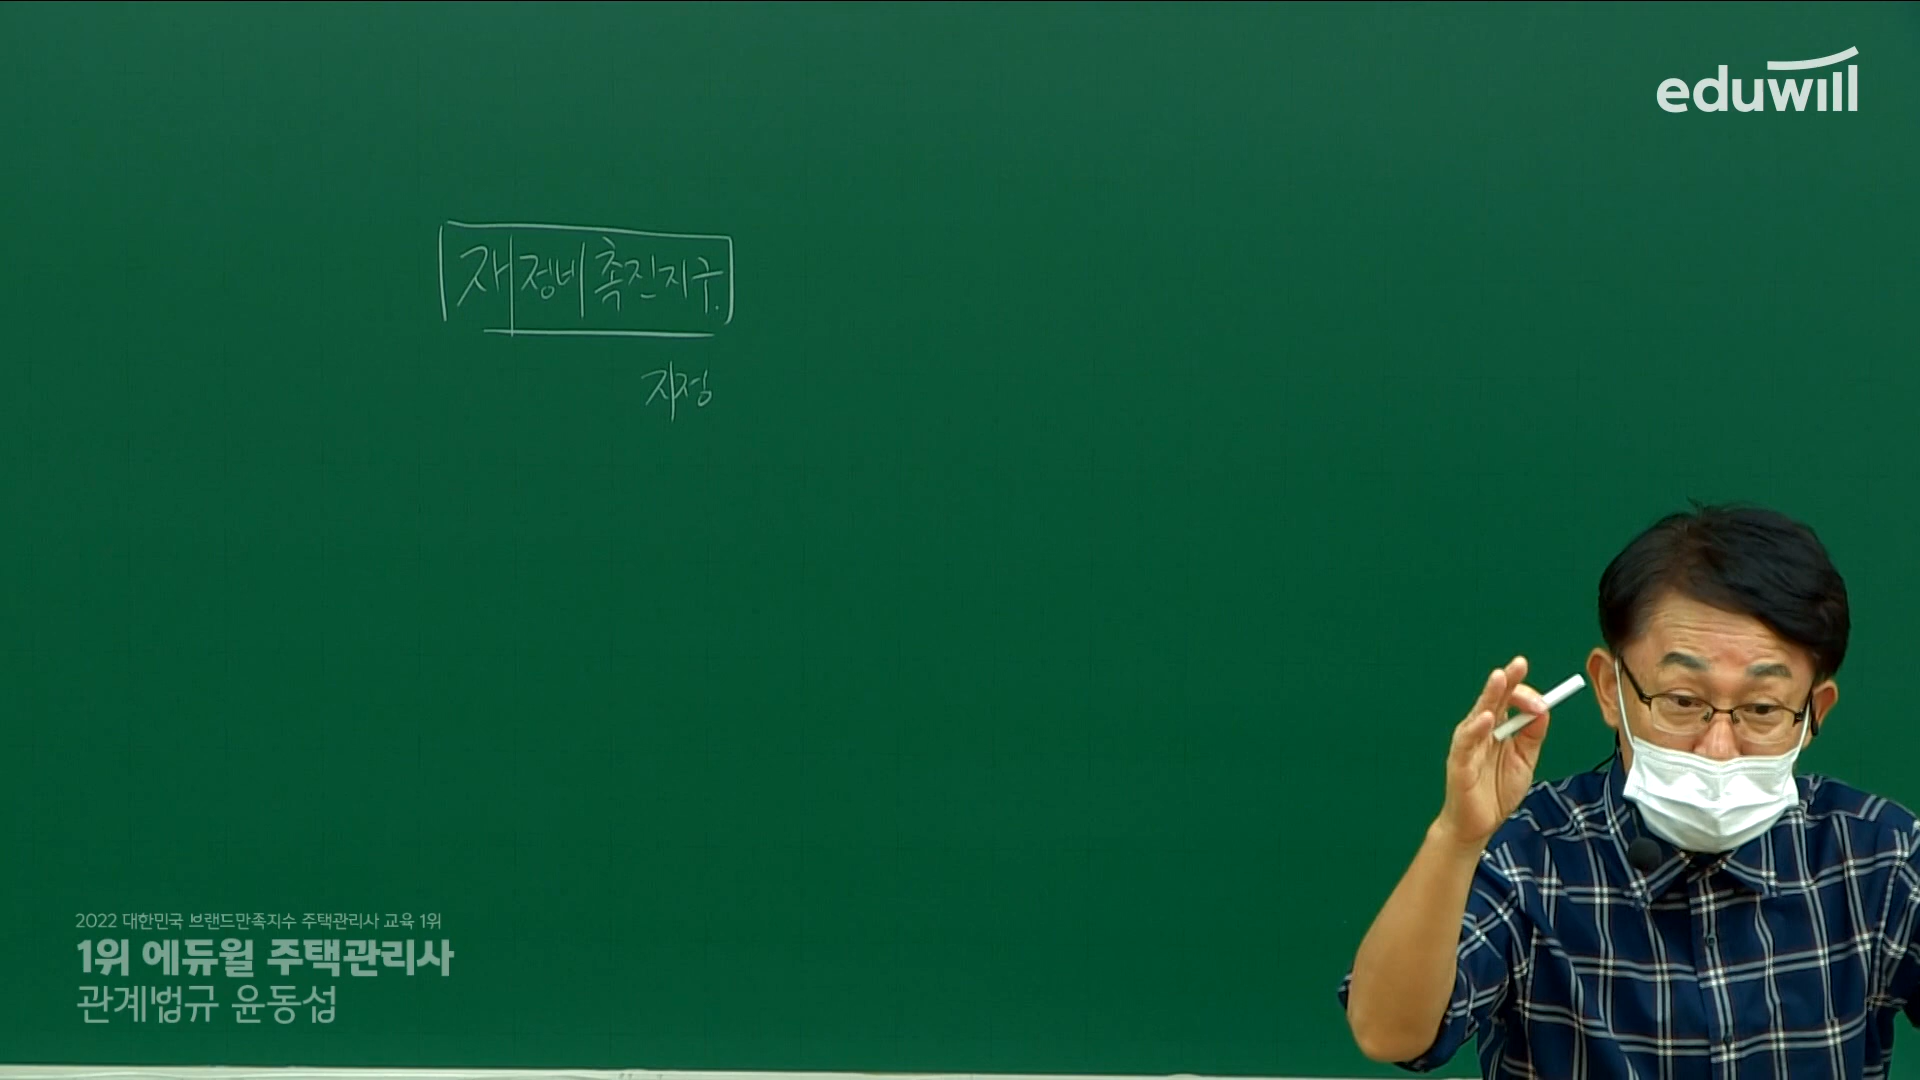 eduwill
재정비촉진지구.
지정
2022 대한민국 브랜드만족지수 주택관리사 교육 1위
1위 에듀윌 주택관리사
관계법규 윤동섭